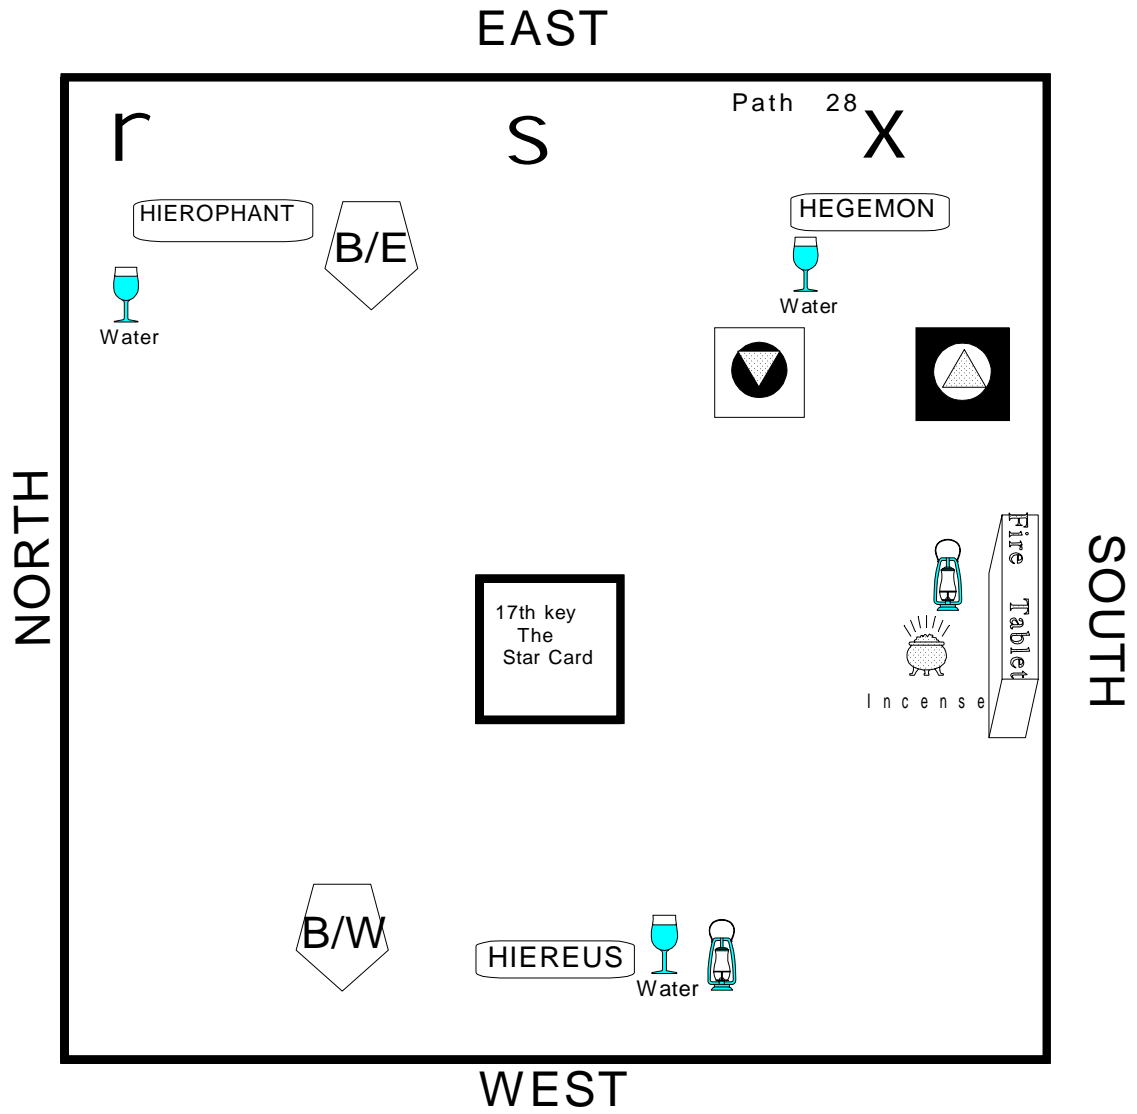 EAST
Path 28
r
s
X
HIEROPHANT
B/E
HEGEMON
Water
Water
NORTH
SOUTH
Fire Tablet
17th key
The
Star Card
Incense
B/W
HIEREUS
Water
WEST